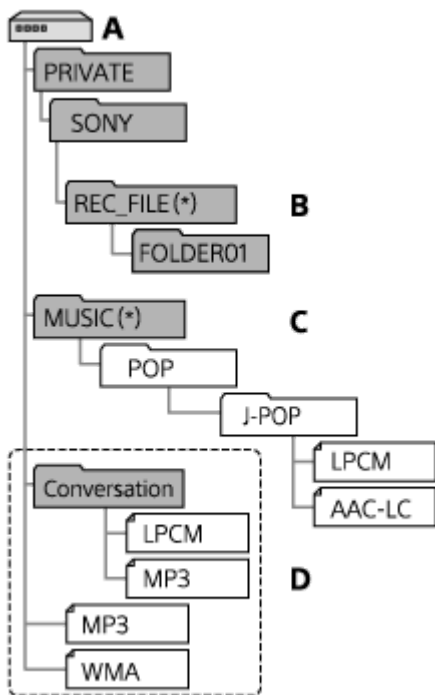 A
PRIVATE
SONY
REC_FILE(*) B
FOLDER01
MUSIC(*) C
POP
J-POP
LPCM
AAC-LC
Conversation
LPCM
MP3 D
MP3
WMA